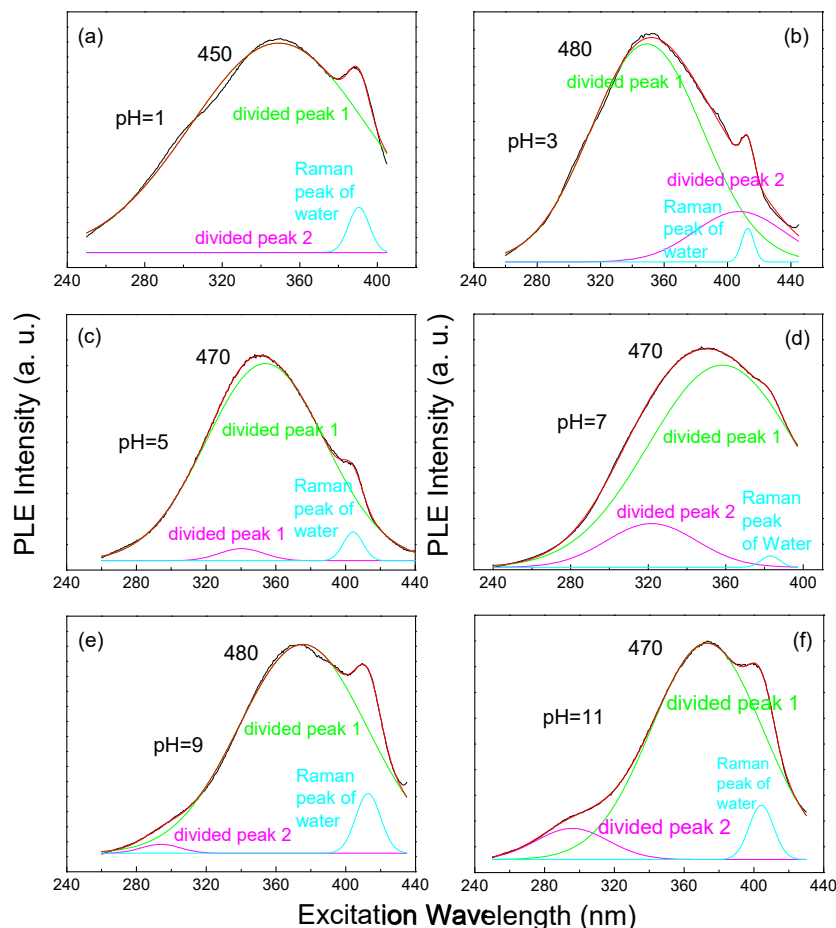 (a)
450
pH=1
divided peak 1
Raman
peak of
water
divided peak 2
240 280 320 360 400
(b)
480
divided peak 1
pH=3
divided peak 2
Raman
peak of
water
240 280 320 360 400 440
(c)
470
divided peak 1
pH=5
Raman
peak of
water
divided peak 1
240 280 320 360 400 440
(d)
470
pH=7
divided peak 1
divided peak 2
Raman
peak
of Water
240 280 320 360 400
(e)
480
divided peak 1
pH=9
Raman
peak of
water
divided peak 2
240 280 320 360 400 440
(f)
470
divided peak 1
pH=11
Raman
peak of
water
divided peak 2
240 280 320 360 400 440
PLE Intensity (a. u.)
PLE Intensity (a. u.)
Excitation Wavelength (nm)